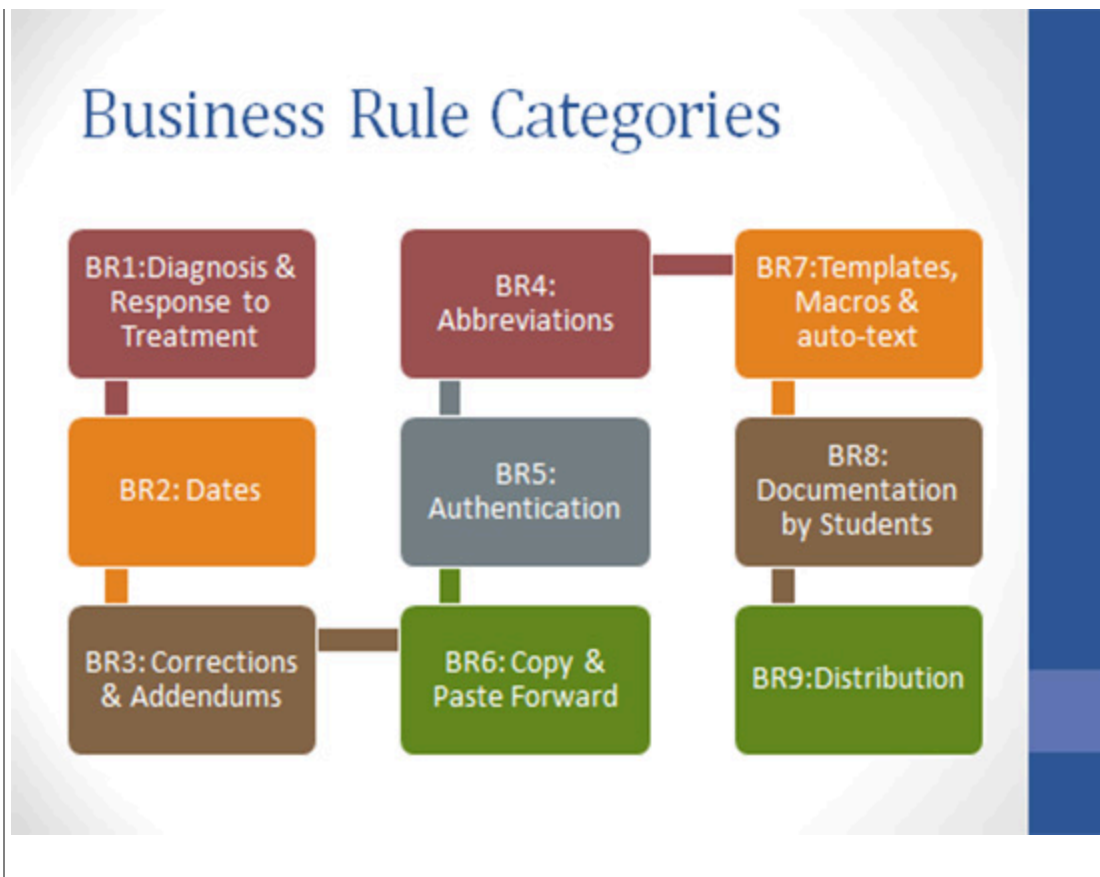 Business Rule Categories
BR1:Diagnosis &
Response to
Treatment
BR2: Dates
BR3: Corrections
& Addendums
BR4:
Abbreviations
BR5:
Authentication
BR6: Copy &
Paste Forward
BR7:Templates,
Macros &
auto-text
BR8:
Documentation
by Students
BR9:Distribution